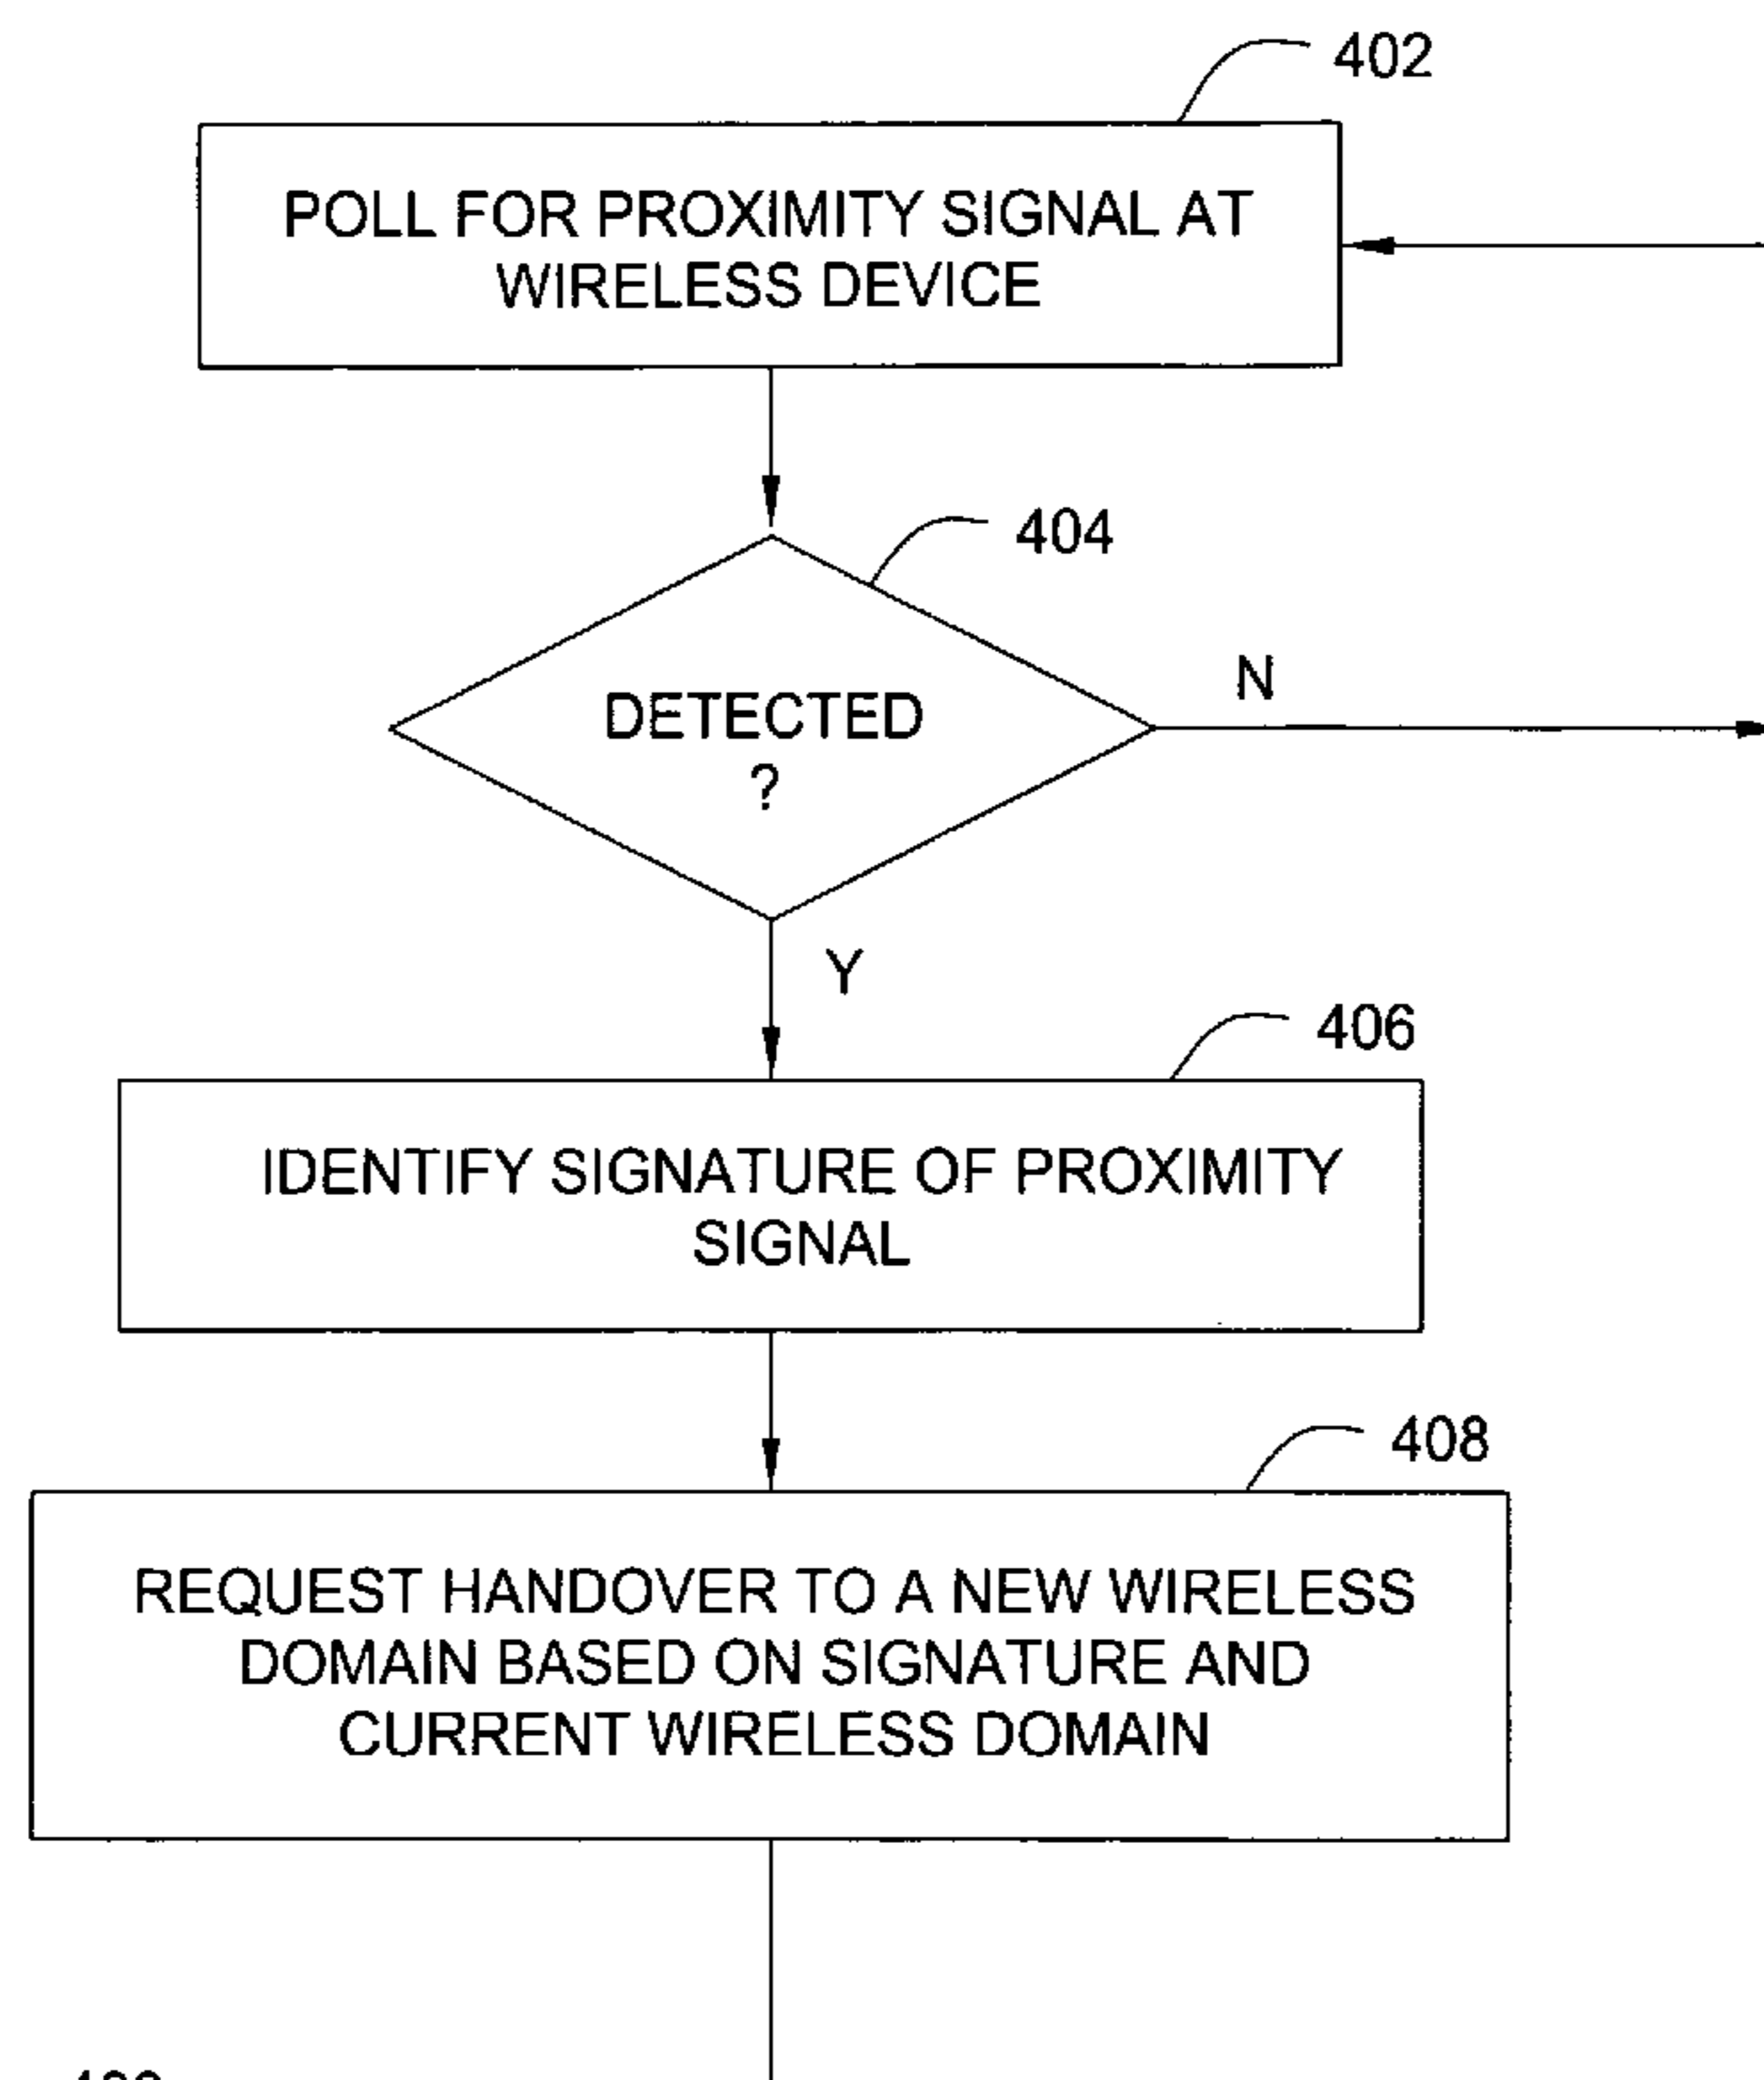 402
POLL FOR PROXIMITY SIGNAL AT
WIRELESS DEVICE
404
DETECTED
?
N
Y
406
IDENTIFY SIGNATURE OF PROXIMITY
SIGNAL
408
REQUEST HANDOVER TO A NEW WIRELESS
DOMAIN BASED ON SIGNATURE AND
CURRENT WIRELESS DOMAIN